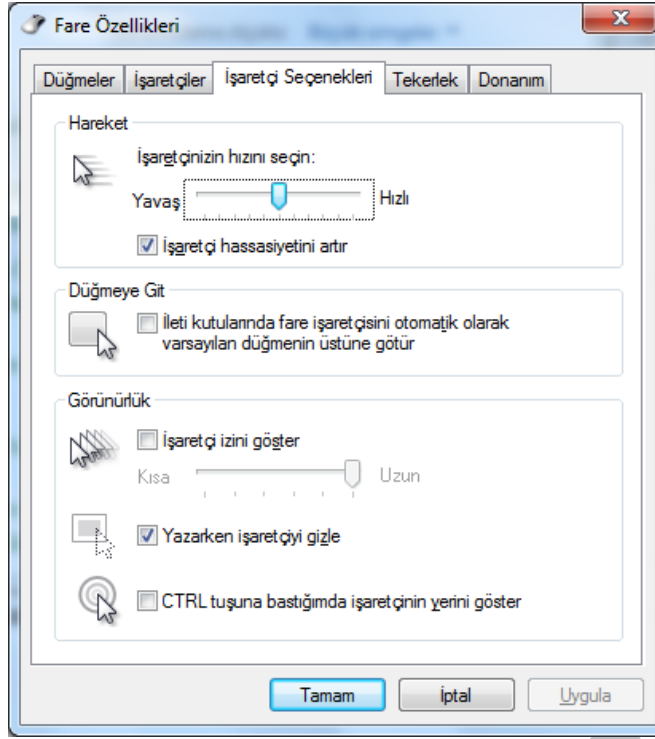 Fare Özellikleri
Düğmeler İşaretçiler İşaretçi Seçenekleri Tekerlek Donanım
Hareket
İşaretçinizin hızını seçin:
Yavaş Hızlı
İşaretçi hassasiyetini artır
Düğmeye Git
İleti kutularında fare işaretçisini otomatik olarak
varsayılan düğmenin üstüne götür
Görünürlük
İşaretçi izini göster
Kısa Uzun
Yazarken işaretçiyi gizle
CTRL tuşuna bastığımda işaretçinin yerini göster
Tamam İptal Uygula